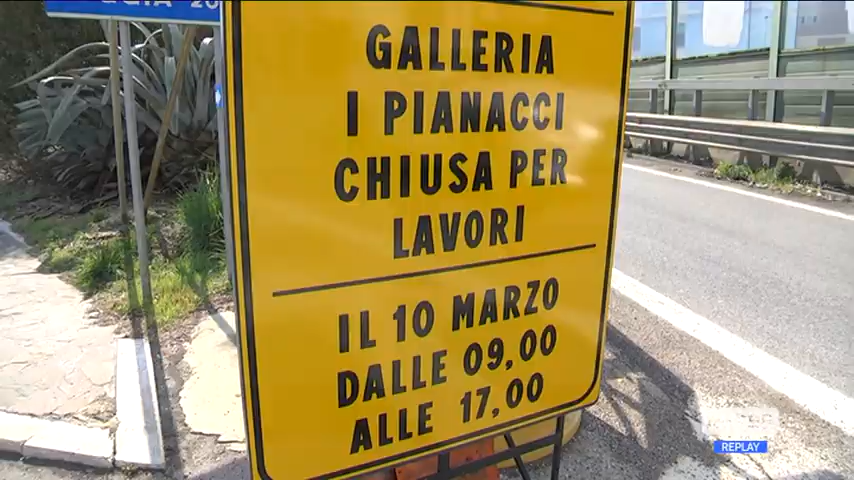 GALLERIA
I PIANACCI
CHIUSA PER
LAVORI
IL 10 MARZO
DALLE 09,00
ALLE 17,00
REPLAY